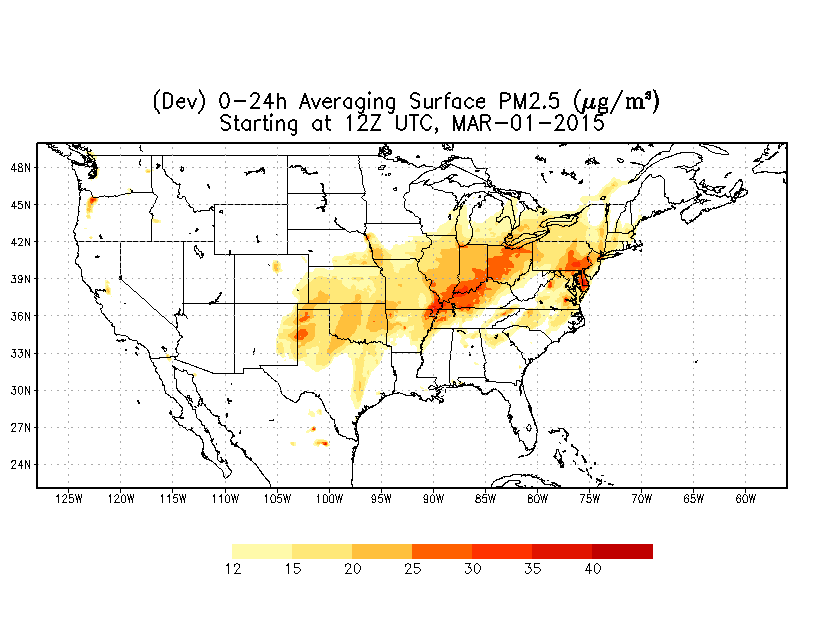 (Dev) 0-24h Averaging Surface PM2.5 (μg/m³)
Starting at 12Z UTC, MAR-01-2015
48N
45N
42N
39N
36N
33N
30N
27N
24N
125W 120W 115W 110W 105W 100W 95W 90W 85W 80W 75W 70W 65W 60W
12 15 20 25 30 35 40